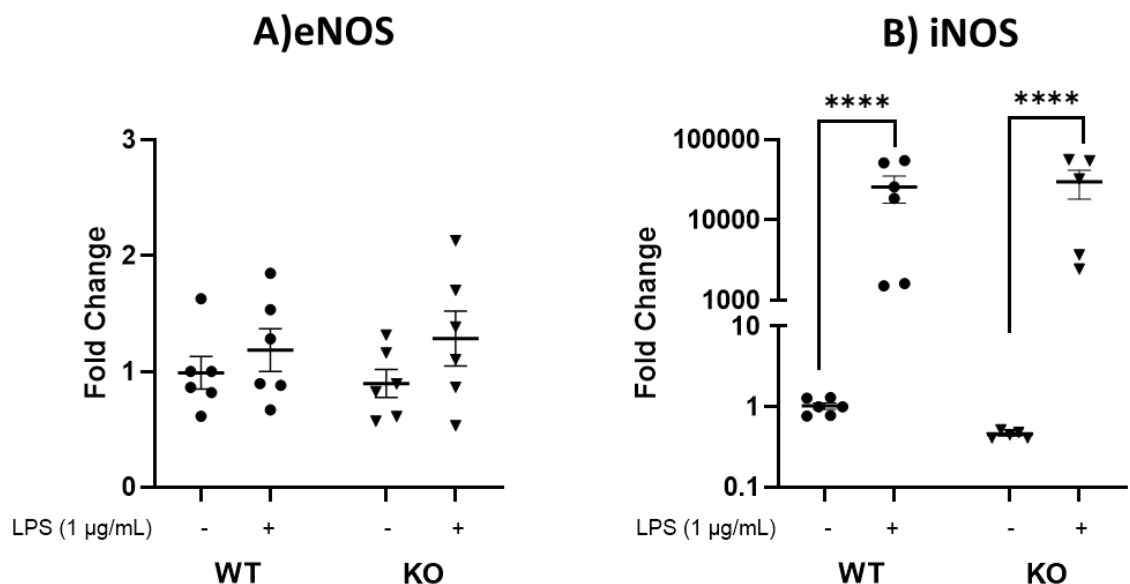 A)eNOS
B) iNOS
Fold Change
3
2
1
0
LPS (1 µg/mL) - + - +
WT KO
**** ****
Fold Change
100000
10000
1000
10
1
0.1
LPS (1 µg/mL) - + - +
WT KO